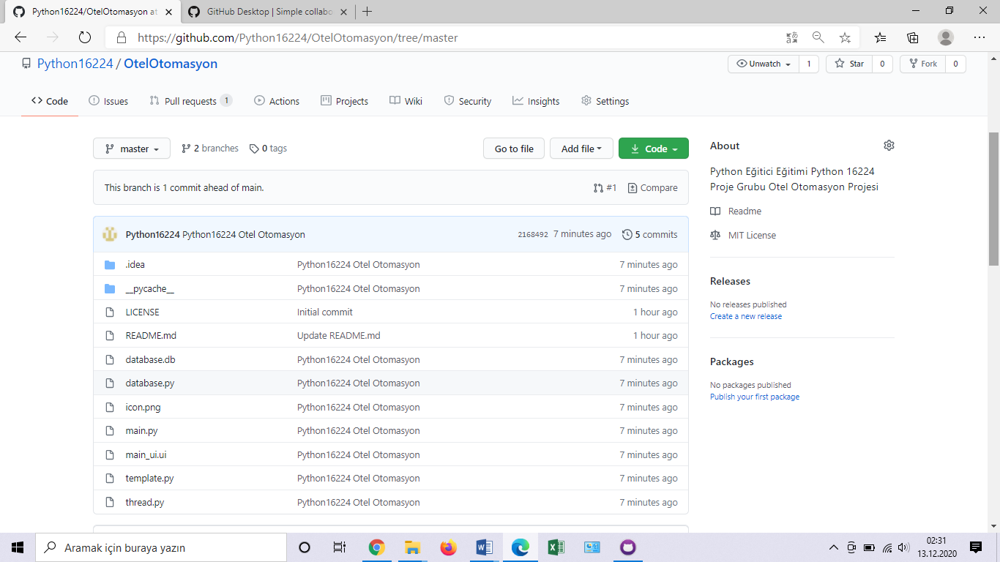 Python16224/OtelOtomasyon at
GitHub Desktop | Simple collabo
https://github.com/Python16224/OtelOtomasyon/tree/master
Python16224 / OtelOtomasyon
Unwatch 1
Star 0
Fork 0
Code
Issues
Pull requests 1
Actions
Projects
Wiki
Security
Insights
Settings
master
2 branches
0 tags
Go to file
Add file
Code
This branch is 1 commit ahead of main.
#1
Compare
Python16224 Python16224 Otel Otomasyon 2168492 7 minutes ago 5 commits
.idea Python16224 Otel Otomasyon 7 minutes ago
__pycache__ Python16224 Otel Otomasyon 7 minutes ago
LICENSE Initial commit 1 hour ago
README.md Update README.md 1 hour ago
database.db Python16224 Otel Otomasyon 7 minutes ago
database.py Python16224 Otel Otomasyon 7 minutes ago
icon.png Python16224 Otel Otomasyon 7 minutes ago
main.py Python16224 Otel Otomasyon 7 minutes ago
main_ui.ui Python16224 Otel Otomasyon 7 minutes ago
template.py Python16224 Otel Otomasyon 7 minutes ago
thread.py Python16224 Otel Otomasyon 7 minutes ago
About
Python Eğitici Eğitimi Python 16224
Proje Grubu Otel Otomasyon Projesi
Readme
MIT License
Releases
No releases published
Create a new release
Packages
No packages published
Publish your first package
Aramak için buraya yazın
02:31
13.12.2020